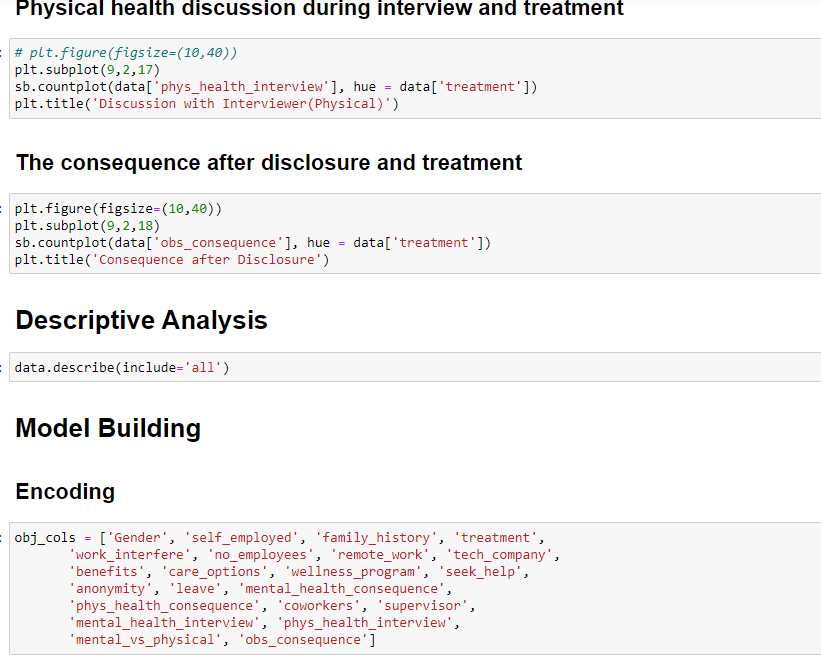 Physical health discussion during interview and treatment
# plt.figure(figsize=(10,40))
plt.subplot(9,2,17)
sb.countplot(data['phys_health_interview'], hue = data['treatment'])
plt.title('Discussion with Interviewer(Physical)')
The consequence after disclosure and treatment
plt.figure(figsize=(10,40))
plt.subplot(9,2,18)
sb.countplot(data['obs_consequence'], hue = data['treatment'])
plt.title('Consequence after Disclosure')
Descriptive Analysis
data.describe(include='all')
Model Building
Encoding
obj_cols = ['Gender', 'self_employed', 'family_history', 'treatment',
'work_interfere', 'no_employees', 'remote_work', 'tech_company',
'benefits', 'care_options', 'wellness_program', 'seek_help',
'anonymity', 'leave', 'mental_health_consequence',
'phys_health_consequence', 'coworkers', 'supervisor',
'mental_health_interview', 'phys_health_interview',
'mental_vs_physical', 'obs_consequence']